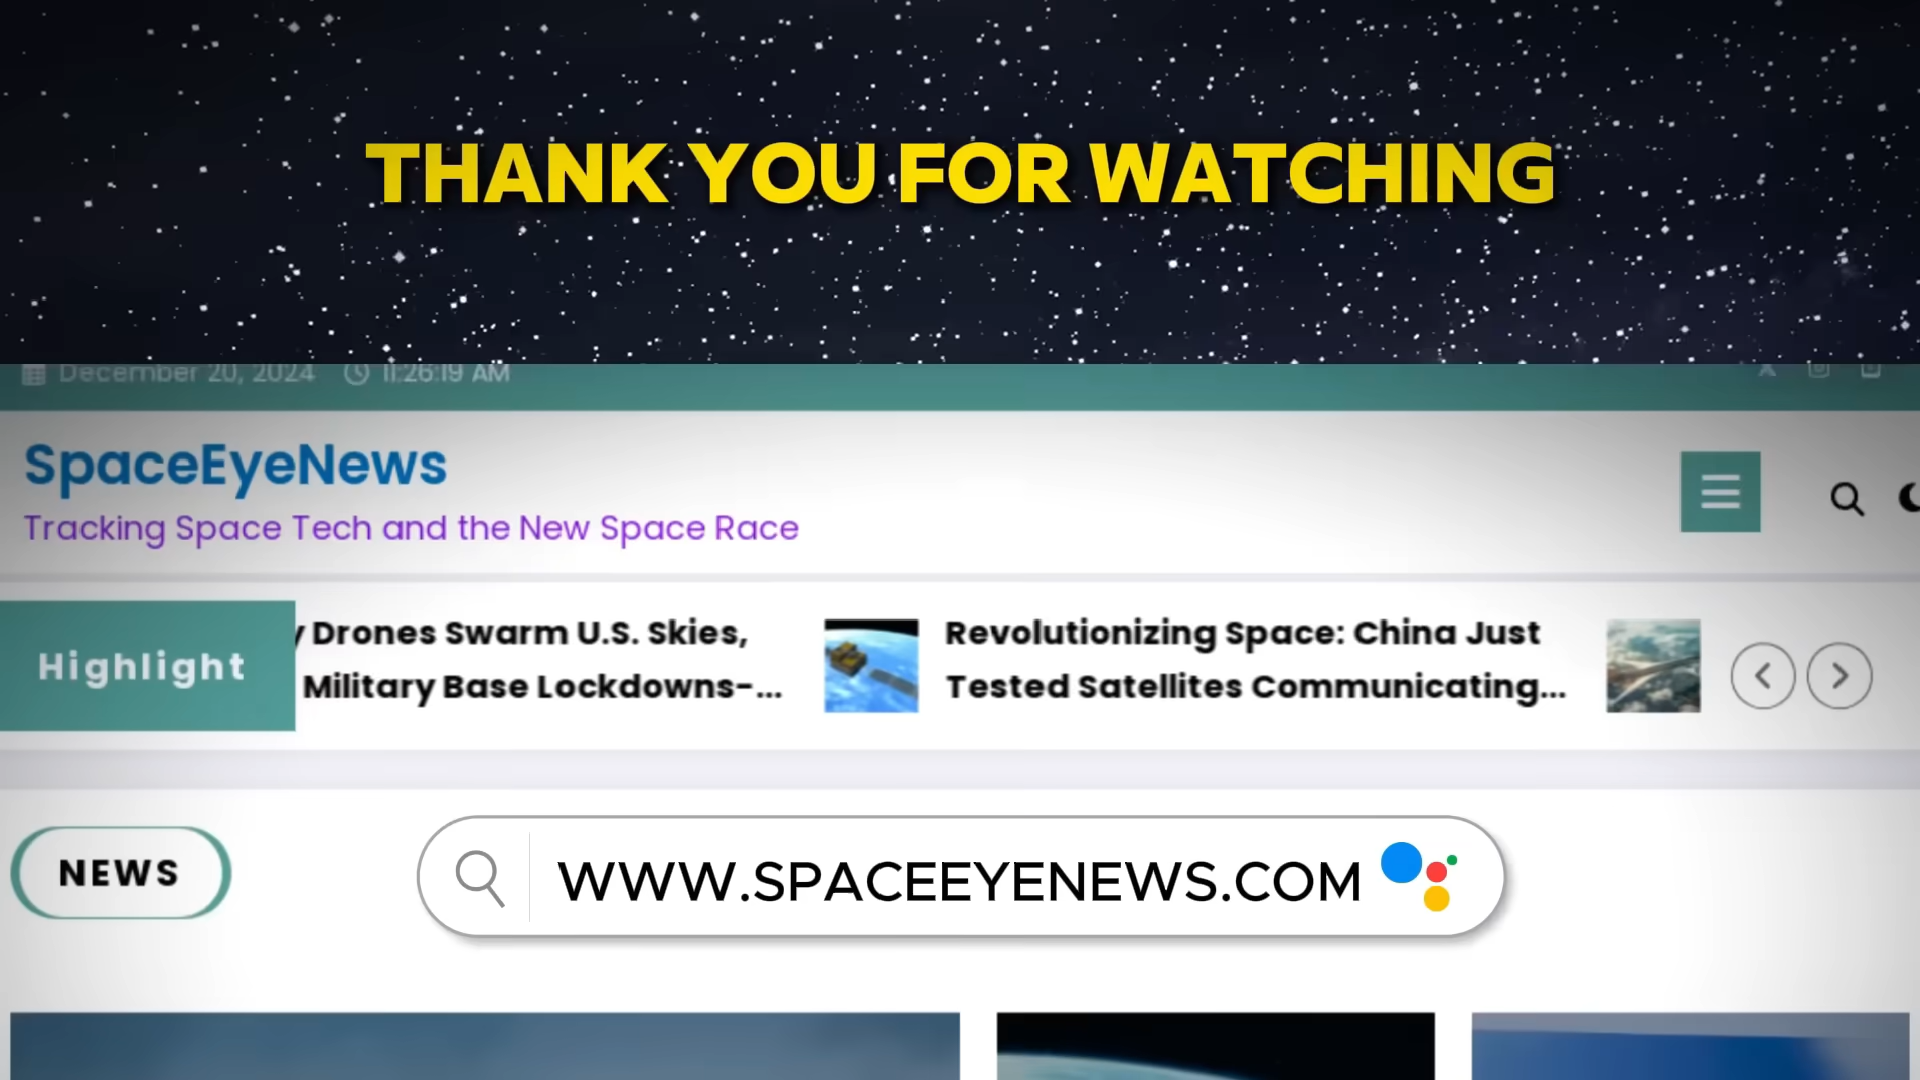 THANK YOU FOR WATCHING
December 20, 2024 11:26:19 AM
SpaceEyeNews
Tracking Space Tech and the New Space Race
Highlight
y Drones Swarm U.S. Skies,
Military Base Lockdowns-...
Revolutionizing Space: China Just
Tested Satellites Communicating...
NEWS
WWW.SPACEEYENEWS.COM